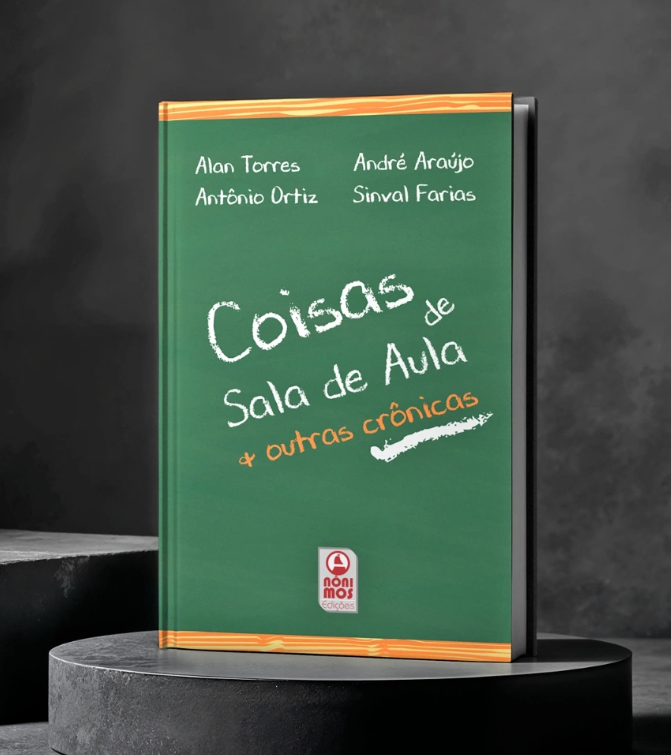 Alan Torres
Antônio Ortiz
André Araújo
Sinval Farias
Coisas de
Sala de Aula
+ outras crônicas
NÔNI
MOS
Edições